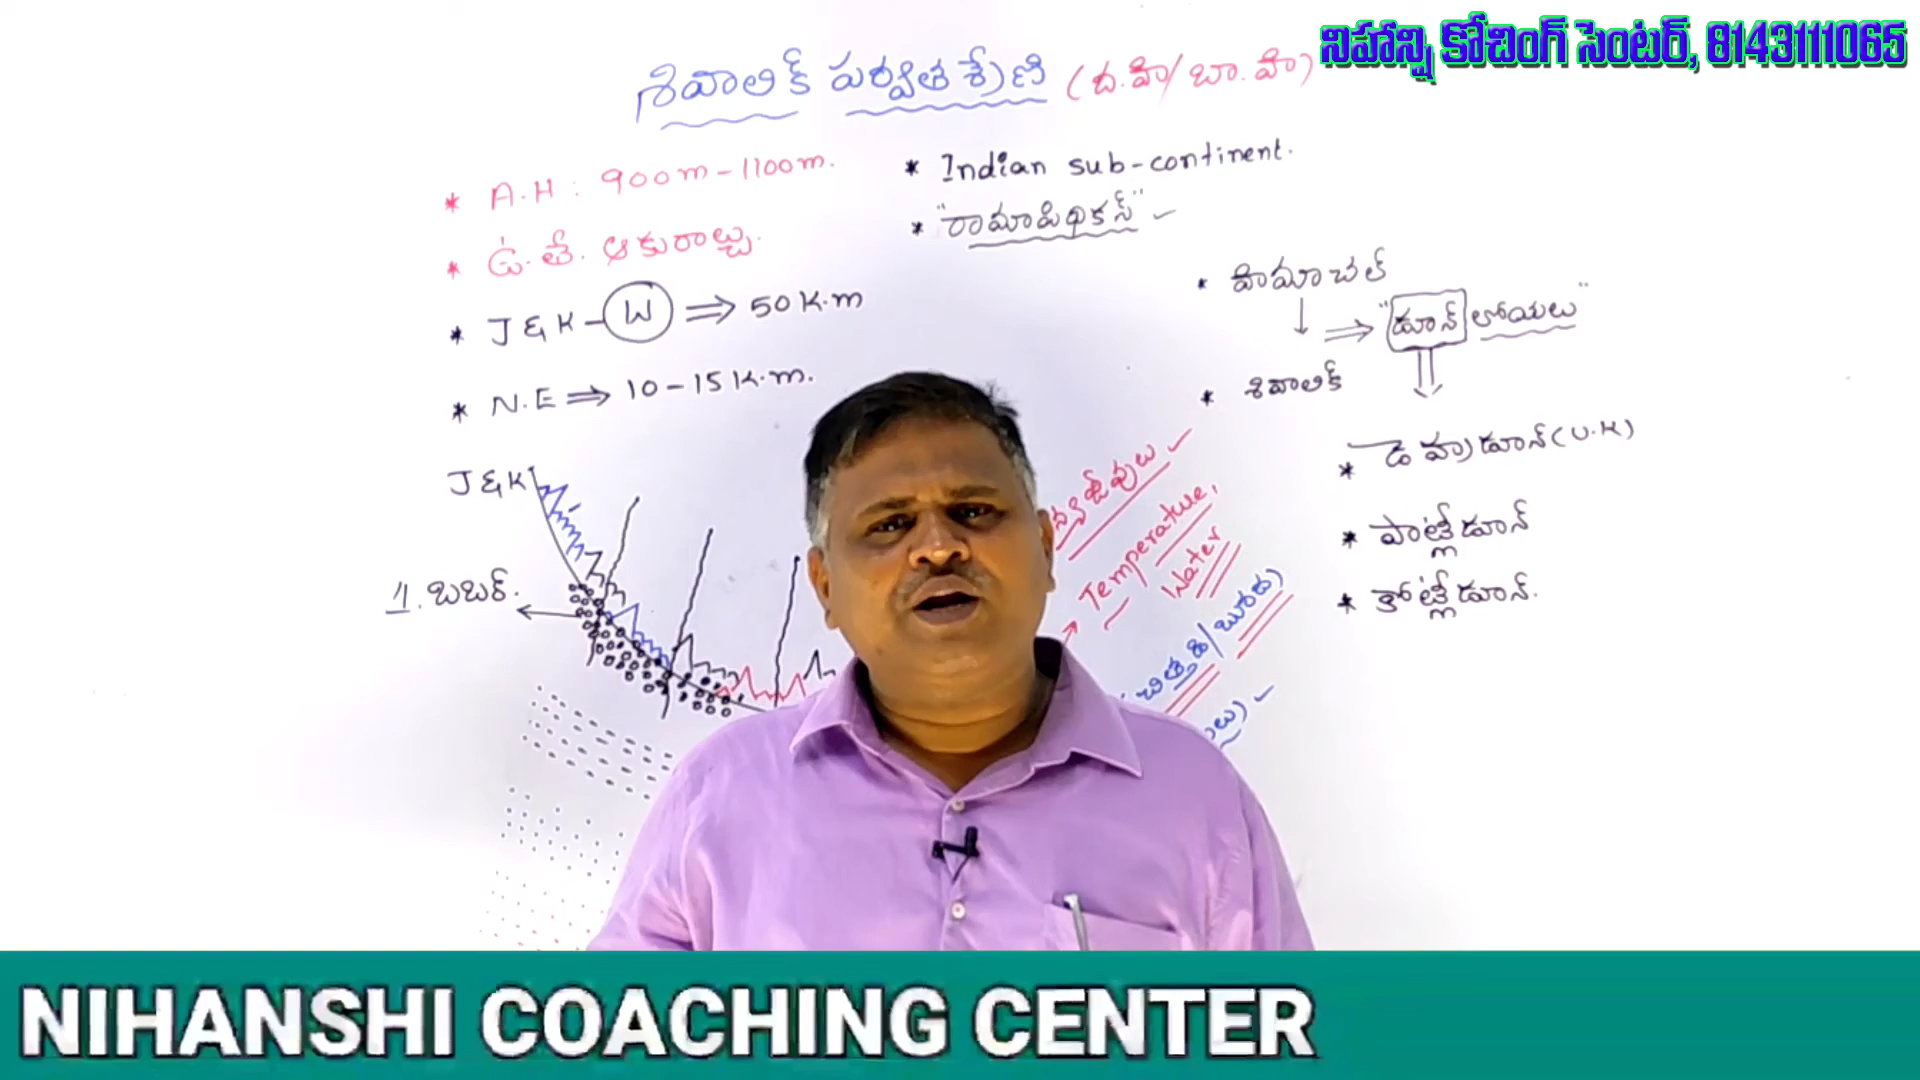 నిహాన్షి కోచింగ్ సెంటర్, 8143111065
శివాలిక్ పర్వత శ్రేణి (ద.హి/బా.హి)
* A.H : 900m - 1100m.
* ఉ.తే. ఆకురాల్చు.
* J & K - W ⇒ 50 K.m
* N.E ⇒ 10 - 15 K.m.
* Indian sub-continent.
* "రామాపిథికస్" ✓
* హిమాచల్
⇒ "డూన్ లోయలు"
* శివాలిక్
* డెహ్రాడూన్ (U.K)
* పాట్లీడూన్
* కోట్లీడూన్.
J & K
1. బబర్.
Temperature,
Water
NIHANSHI COACHING CENTER